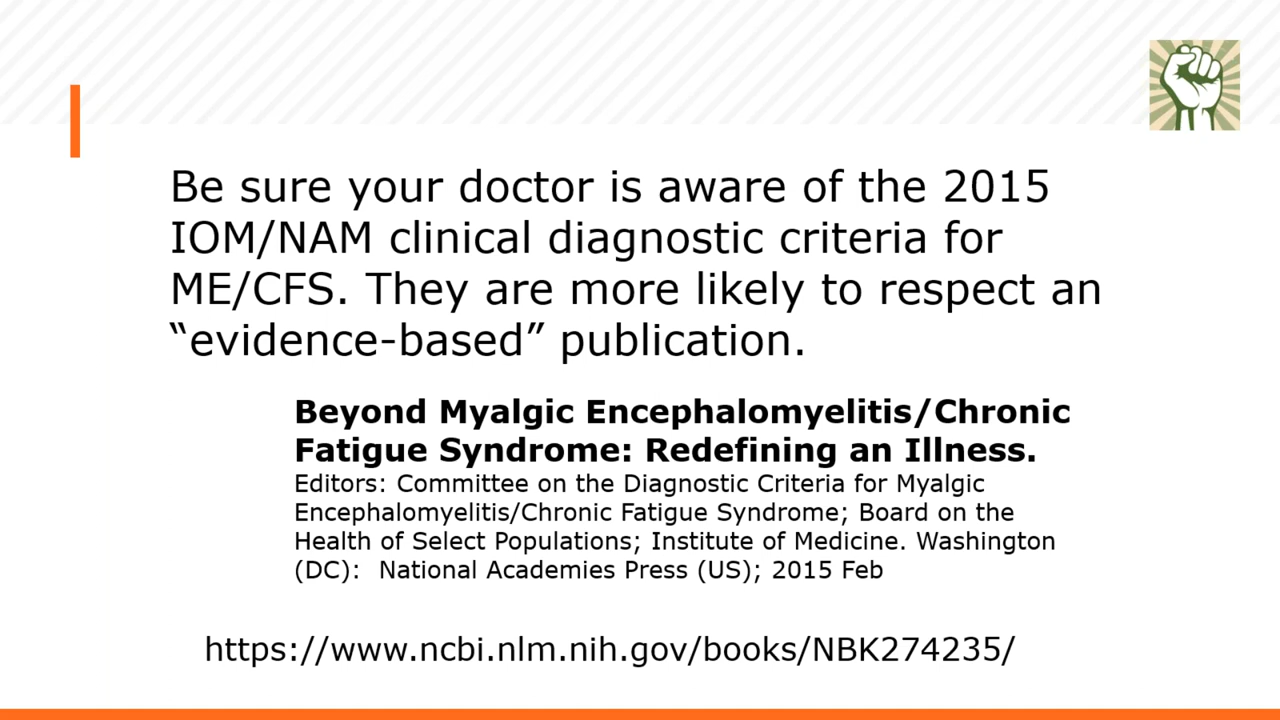 Be sure your doctor is aware of the 2015
IOM/NAM clinical diagnostic criteria for
ME/CFS. They are more likely to respect an
“evidence-based” publication.
Beyond Myalgic Encephalomyelitis/Chronic
Fatigue Syndrome: Redefining an Illness.
Editors: Committee on the Diagnostic Criteria for Myalgic
Encephalomyelitis/Chronic Fatigue Syndrome; Board on the
Health of Select Populations; Institute of Medicine. Washington
(DC):  National Academies Press (US); 2015 Feb
https://www.ncbi.nlm.nih.gov/books/NBK274235/